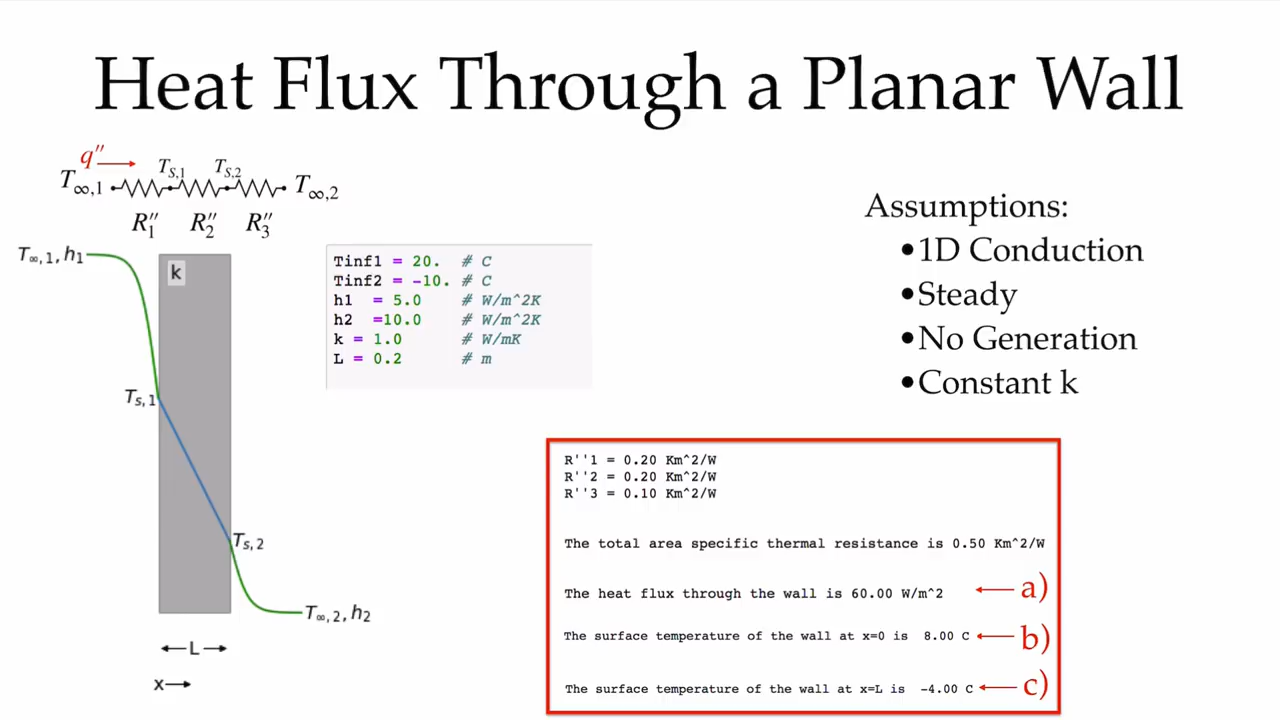 Heat Flux Through a Planar Wall
q″
T∞,1
TS,1
TS,2
T∞,2
R″1
R″2
R″3
T∞,1, h1
k
Ts,1
Ts,2
T∞,2, h2
←L→
x→
Tinf1 = 20. # C
Tinf2 = -10. # C
h1 = 5.0 # W/m^2K
h2 =10.0 # W/m^2K
k = 1.0 # W/mK
L = 0.2 # m
Assumptions:
•1D Conduction
•Steady
•No Generation
•Constant k
R''1 = 0.20 Km^2/W
R''2 = 0.20 Km^2/W
R''3 = 0.10 Km^2/W
The total area specific thermal resistance is 0.50 Km^2/W
The heat flux through the wall is 60.00 W/m^2 ← a)
The surface temperature of the wall at x=0 is 8.00 C ← b)
The surface temperature of the wall at x=L is -4.00 C ← c)